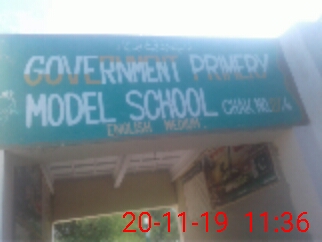 GOVERNMENT PRIMERY
MODEL SCHOOL CHAK NO.
ENGLISH MEDIUM
20-11-19 11:36